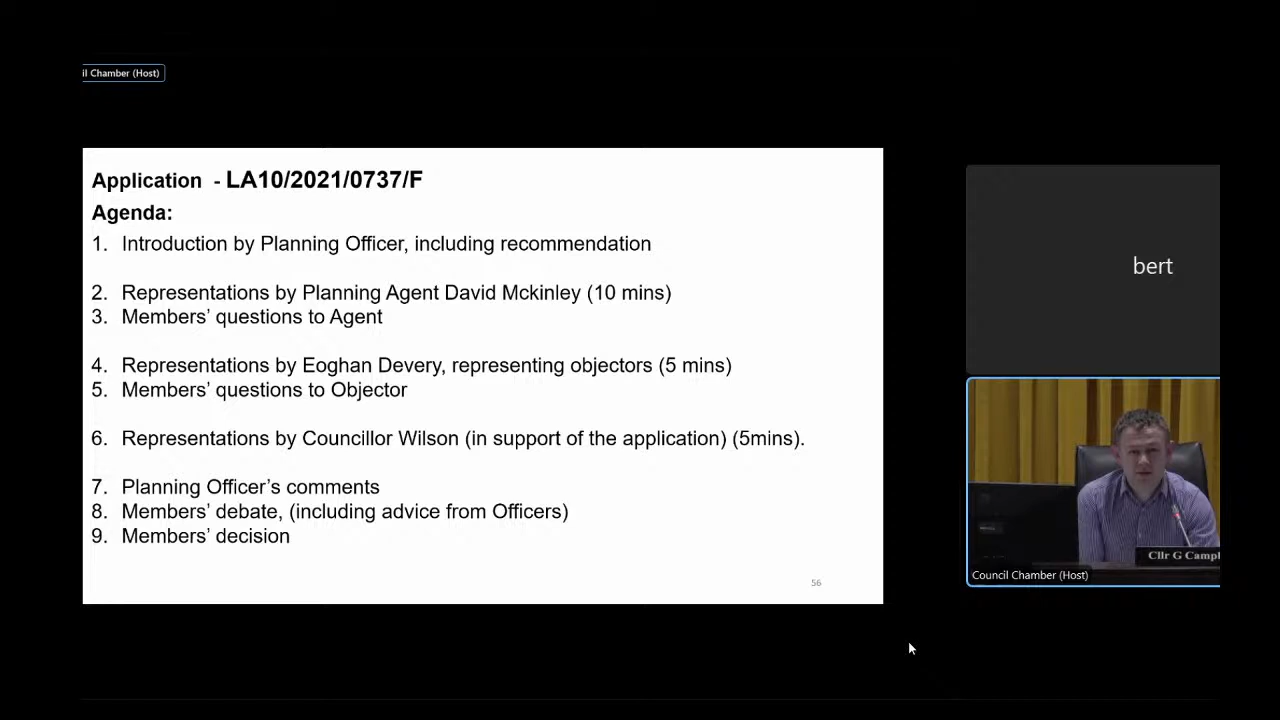 il Chamber (Host)
Application - LA10/2021/0737/F
Agenda:
1. Introduction by Planning Officer, including recommendation
2. Representations by Planning Agent David Mckinley (10 mins)
3. Members' questions to Agent
4. Representations by Eoghan Devery, representing objectors (5 mins)
5. Members' questions to Objector
6. Representations by Councillor Wilson (in support of the application) (5mins).
7. Planning Officer's comments
8. Members' debate, (including advice from Officers)
9. Members' decision
56
bert
Cllr G Campl
Council Chamber (Host)